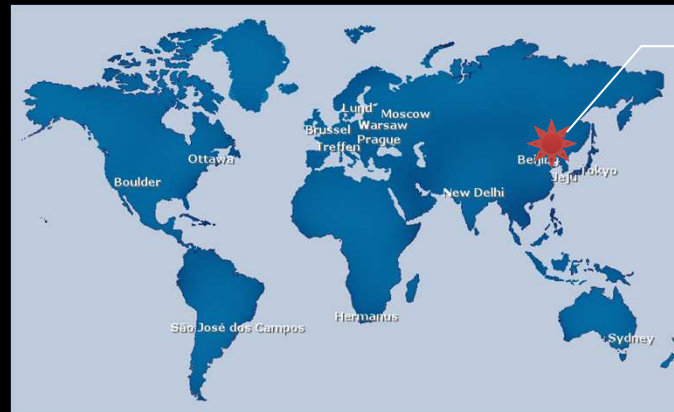 Lund
Moscow
Brussel
Warsaw
Prague
Treffen
Ottawa
Boulder
Beijing
Tokyo
Jeju
New Delhi
Hermanus
São José dos Campos
Sydney